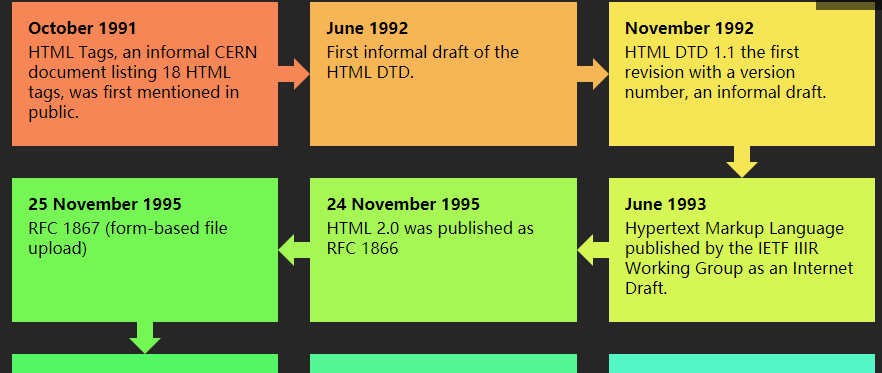 October 1991
HTML Tags, an informal CERN
document listing 18 HTML
tags, was first mentioned in
public.
June 1992
First informal draft of the
HTML DTD.
November 1992
HTML DTD 1.1 the first
revision with a version
number, an informal draft.
June 1993
Hypertext Markup Language
published by the IETF IIIR
Working Group as an Internet
Draft.
24 November 1995
HTML 2.0 was published as
RFC 1866
25 November 1995
RFC 1867 (form-based file
upload)